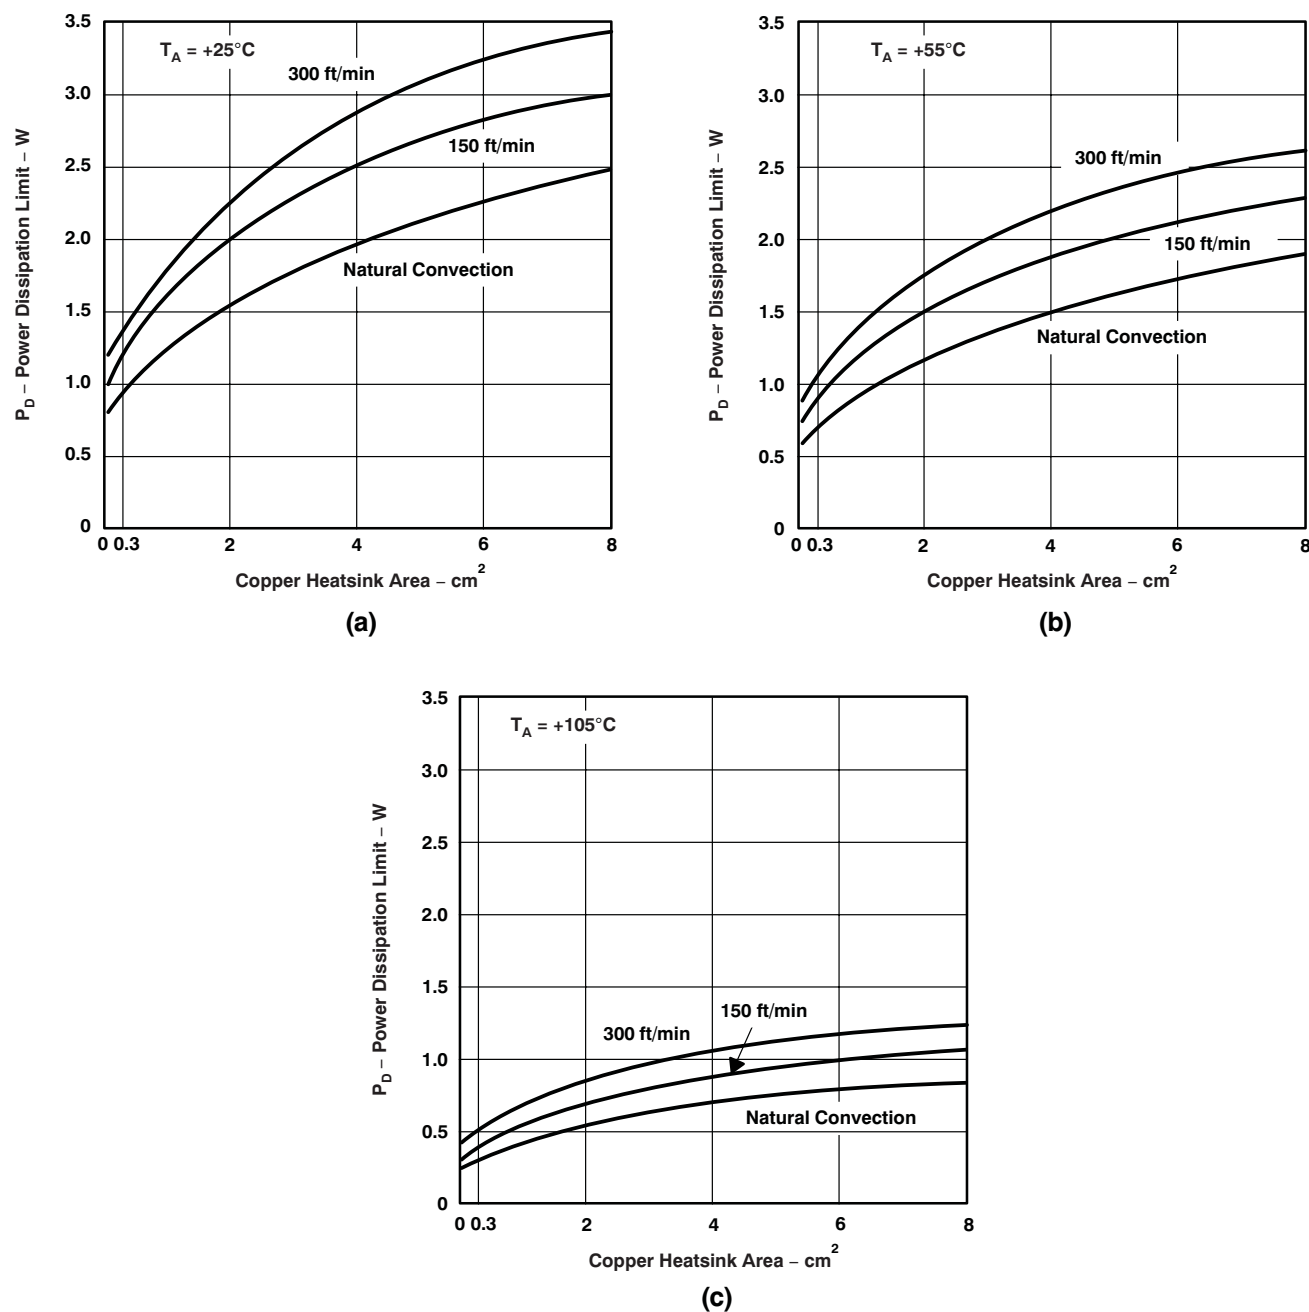 3.5
3.0
2.5
2.0
1.5
1.0
0.5
0
P_D – Power Dissipation Limit – W
T_A = +25°C
300 ft/min
150 ft/min
Natural Convection
0 0.3 2 4 6 8
Copper Heatsink Area – cm²
(a)
3.5
3.0
2.5
2.0
1.5
1.0
0.5
0
P_D – Power Dissipation Limit – W
T_A = +55°C
300 ft/min
150 ft/min
Natural Convection
0 0.3 2 4 6 8
Copper Heatsink Area – cm²
(b)
3.5
3.0
2.5
2.0
1.5
1.0
0.5
0
P_D – Power Dissipation Limit – W
T_A = +105°C
150 ft/min
300 ft/min
Natural Convection
0 0.3 2 4 6 8
Copper Heatsink Area – cm²
(c)